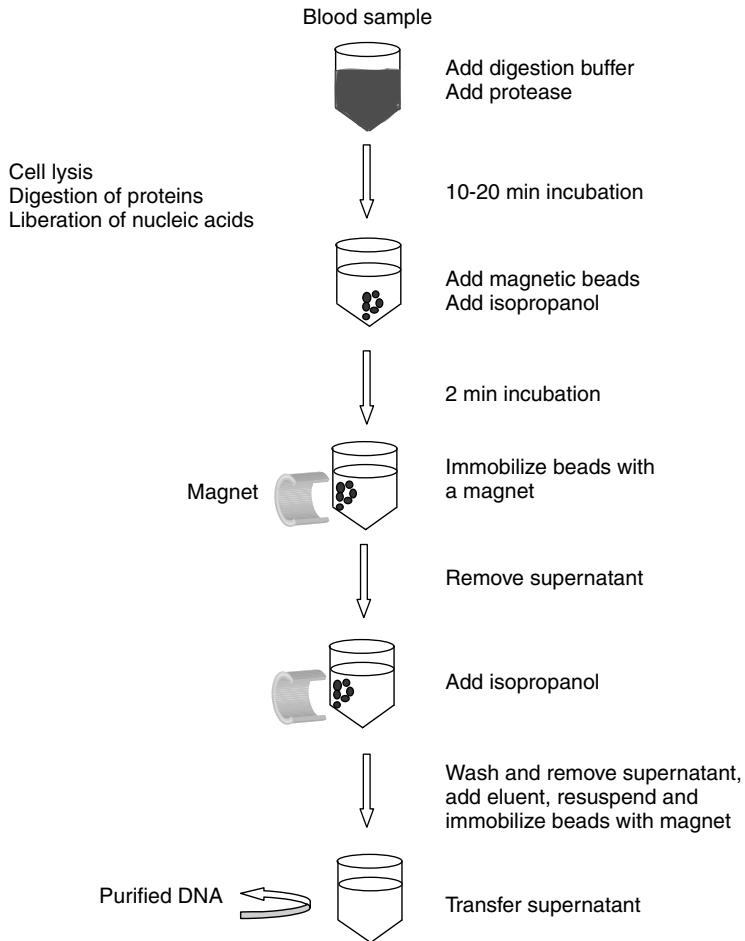 Blood sample
Add digestion buffer
Add protease
Cell lysis
Digestion of proteins
Liberation of nucleic acids
10-20 min incubation
Add magnetic beads
Add isopropanol
2 min incubation
Magnet
Immobilize beads with
a magnet
Remove supernatant
Add isopropanol
Wash and remove supernatant,
add eluent, resuspend and
immobilize beads with magnet
Purified DNA
Transfer supernatant